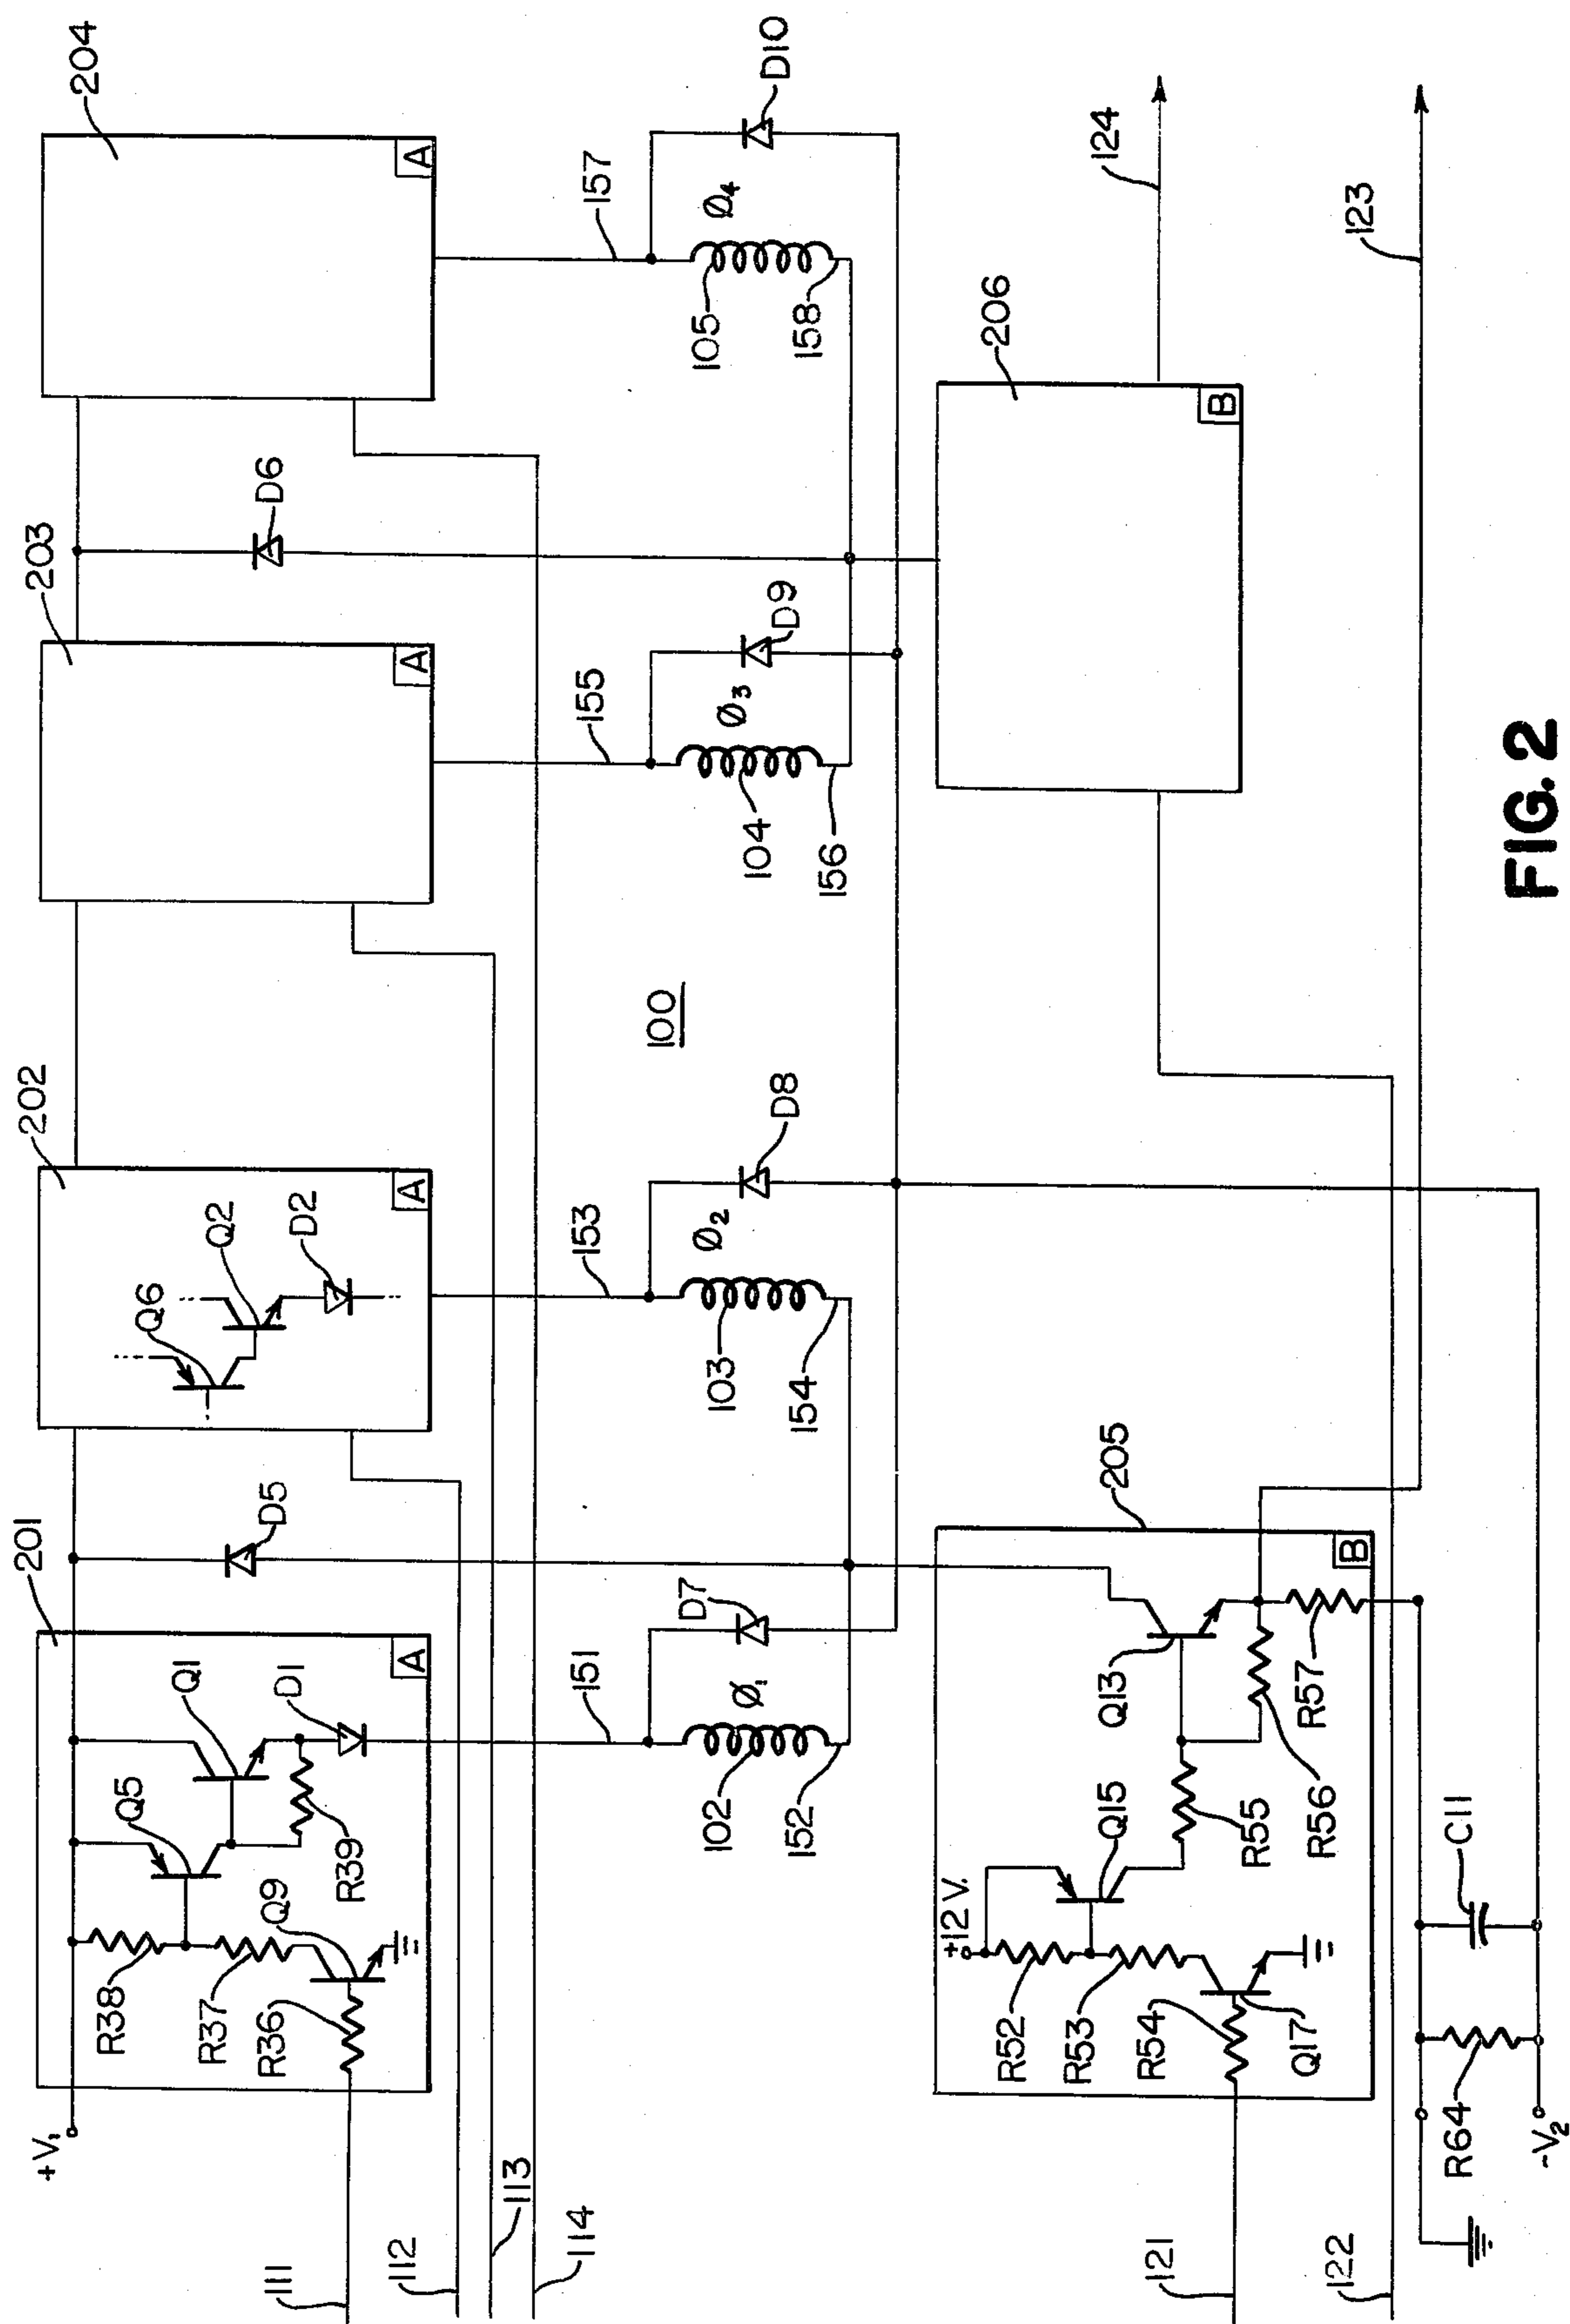 204
203
202
201
+V₁
D6
D5
A
A
A
A
Q6
Q2
D2
Q5
Q1
D1
R38
R37
R36
Q9
R39
111
112
113
114
151
153
155
157
D7
D8
D9
D10
Ø₁
Ø₂
Ø₃
Ø₄
102
103
104
105
152
154
156
158
100
205
206
124
123
B
B
+12 V.
R52
R53
R54
Q17
Q15
R55
Q13
R56
R57
121
122
R64
C11
-V₂
FIG. 2